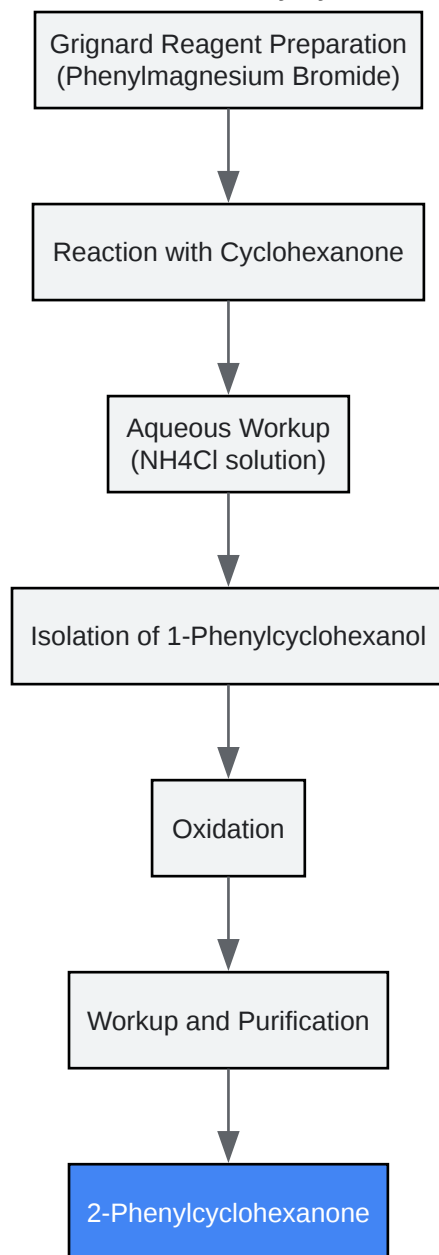 Grignard Reagent Preparation
(Phenylmagnesium Bromide)
Reaction with Cyclohexanone
Aqueous Workup
(NH4Cl solution)
Isolation of 1-Phenylcyclohexanol
Oxidation
Workup and Purification
2-Phenylcyclohexanone